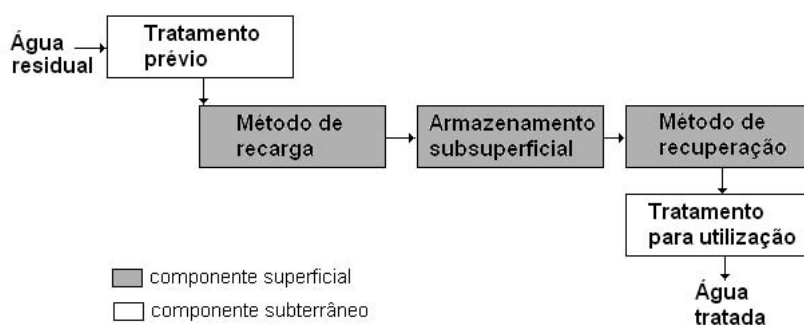 Água
residual
Tratamento
prévio
Método de
recarga
Armazenamento
subsuperficial
Método de
recuperação
Tratamento
para utilização
Água
tratada
componente superficial
componente subterrâneo